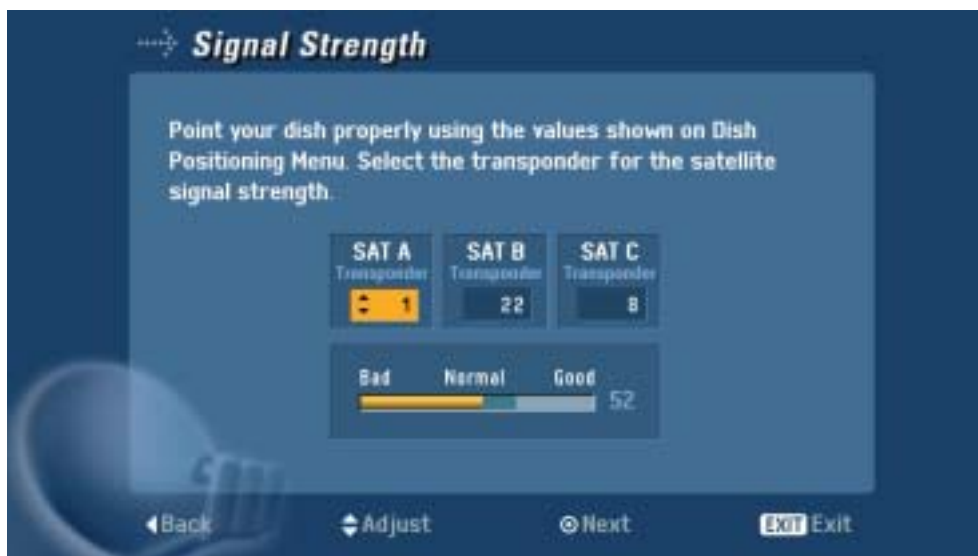 Signal Strength
Point your dish properly using the values shown on Dish
Positioning Menu. Select the transponder for the satellite
signal strength.
SAT A SAT B SAT C
Transponder Transponder Transponder
1 22 8
Bad Normal Good
52
Back Adjust Next EXIT Exit